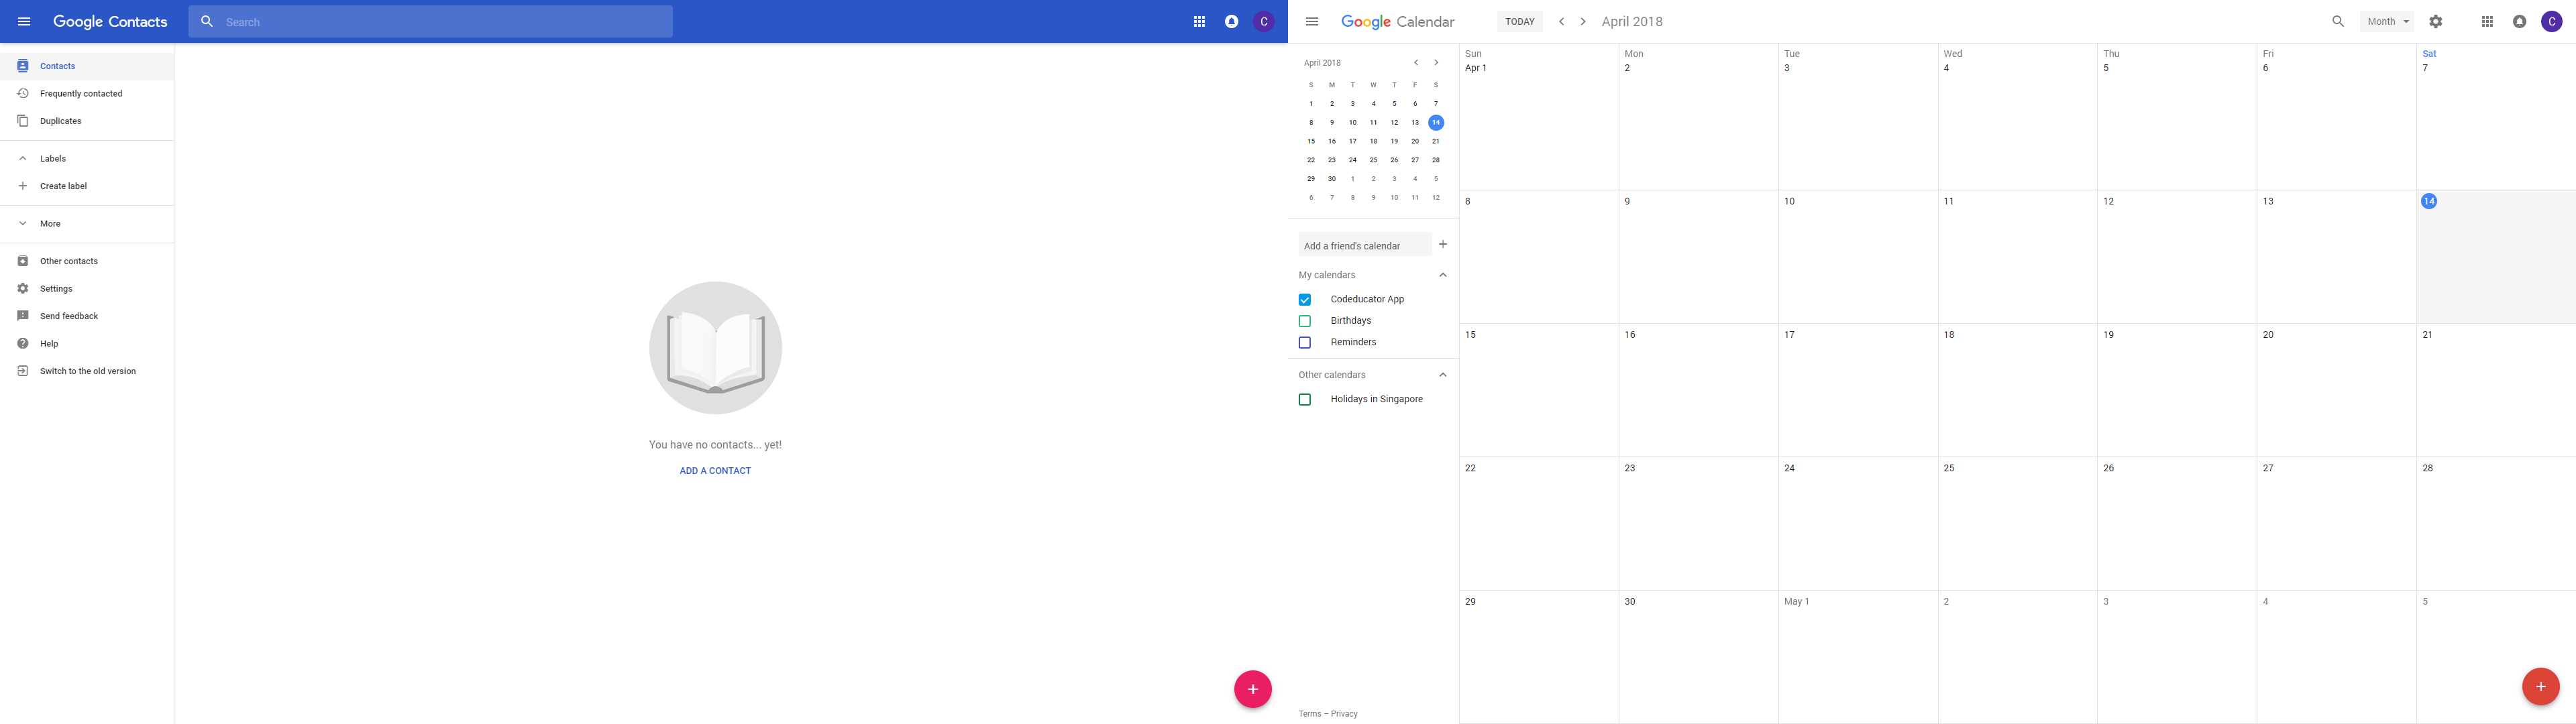 Google Contacts
Search
C
Contacts
Frequently contacted
Duplicates
Labels
Create label
More
Other contacts
Settings
Send feedback
Help
Switch to the old version
You have no contacts... yet!
ADD A CONTACT
Google Calendar
TODAY
April 2018
Month
C
April 2018
S M T W T F S
1 2 3 4 5 6 7
8 9 10 11 12 13 14
15 16 17 18 19 20 21
22 23 24 25 26 27 28
29 30 1 2 3 4 5
6 7 8 9 10 11 12
Add a friend's calendar
My calendars
Codeducator App
Birthdays
Reminders
Other calendars
Holidays in Singapore
Terms – Privacy
Sun Mon Tue Wed Thu Fri Sat
Apr 1 2 3 4 5 6 7
8 9 10 11 12 13 14
15 16 17 18 19 20 21
22 23 24 25 26 27 28
29 30 May 1 2 3 4 5